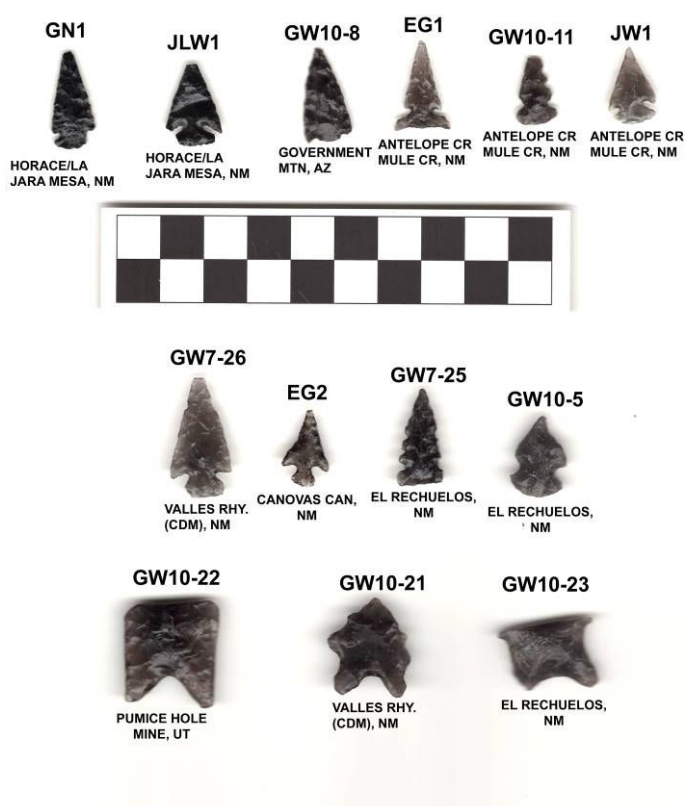 GN1
HORACE/LA
JARA MESA, NM
JLW1
HORACE/LA
JARA MESA, NM
GW10-8
GOVERNMENT
MTN, AZ
EG1
ANTELOPE CR
MULE CR, NM
GW10-11
ANTELOPE CR
MULE CR, NM
JW1
ANTELOPE CR
MULE CR, NM
GW7-26
VALLES RHY.
(CDM), NM
EG2
CANOVAS CAN,
NM
GW7-25
EL RECHUELOS,
NM
GW10-5
EL RECHUELOS,
NM
GW10-22
PUMICE HOLE
MINE, UT
GW10-21
VALLES RHY.
(CDM), NM
GW10-23
EL RECHUELOS,
NM